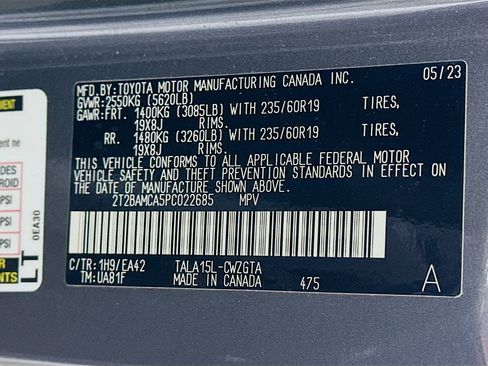 MFD.BY:TOYOTA MOTOR MANUFACTURING CANADA INC. 05/23
GVWR:2550KG (5620LB)
GAWR:FRT. 1400KG (3085LB) WITH 235/60R19 TIRES,
19X8J RIMS.
RR. 1480KG (3260LB) WITH 235/60R19 TIRES,
19X8J RIMS.
THIS VEHICLE CONFORMS TO ALL APPLICABLE FEDERAL MOTOR
VEHICLE SAFETY AND THEFT PREVENTION STANDARDS IN EFFECT ON
THE DATE OF MANUFACTURE SHOWN ABOVE.
2T2BAMCA5PC022685 MPV
C/TR:1H9/EA42 TALA15L-CWZGTA
TM:UA81F MADE IN CANADA 475 A
LT
0EA30
PSI
PSI